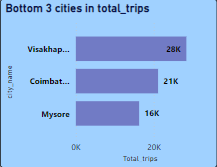 Bottom 3 cities in total_trips
Visakhap...
28K
Coimbat...
21K
Mysore
16K
city_name
0K
20K
Total_trips